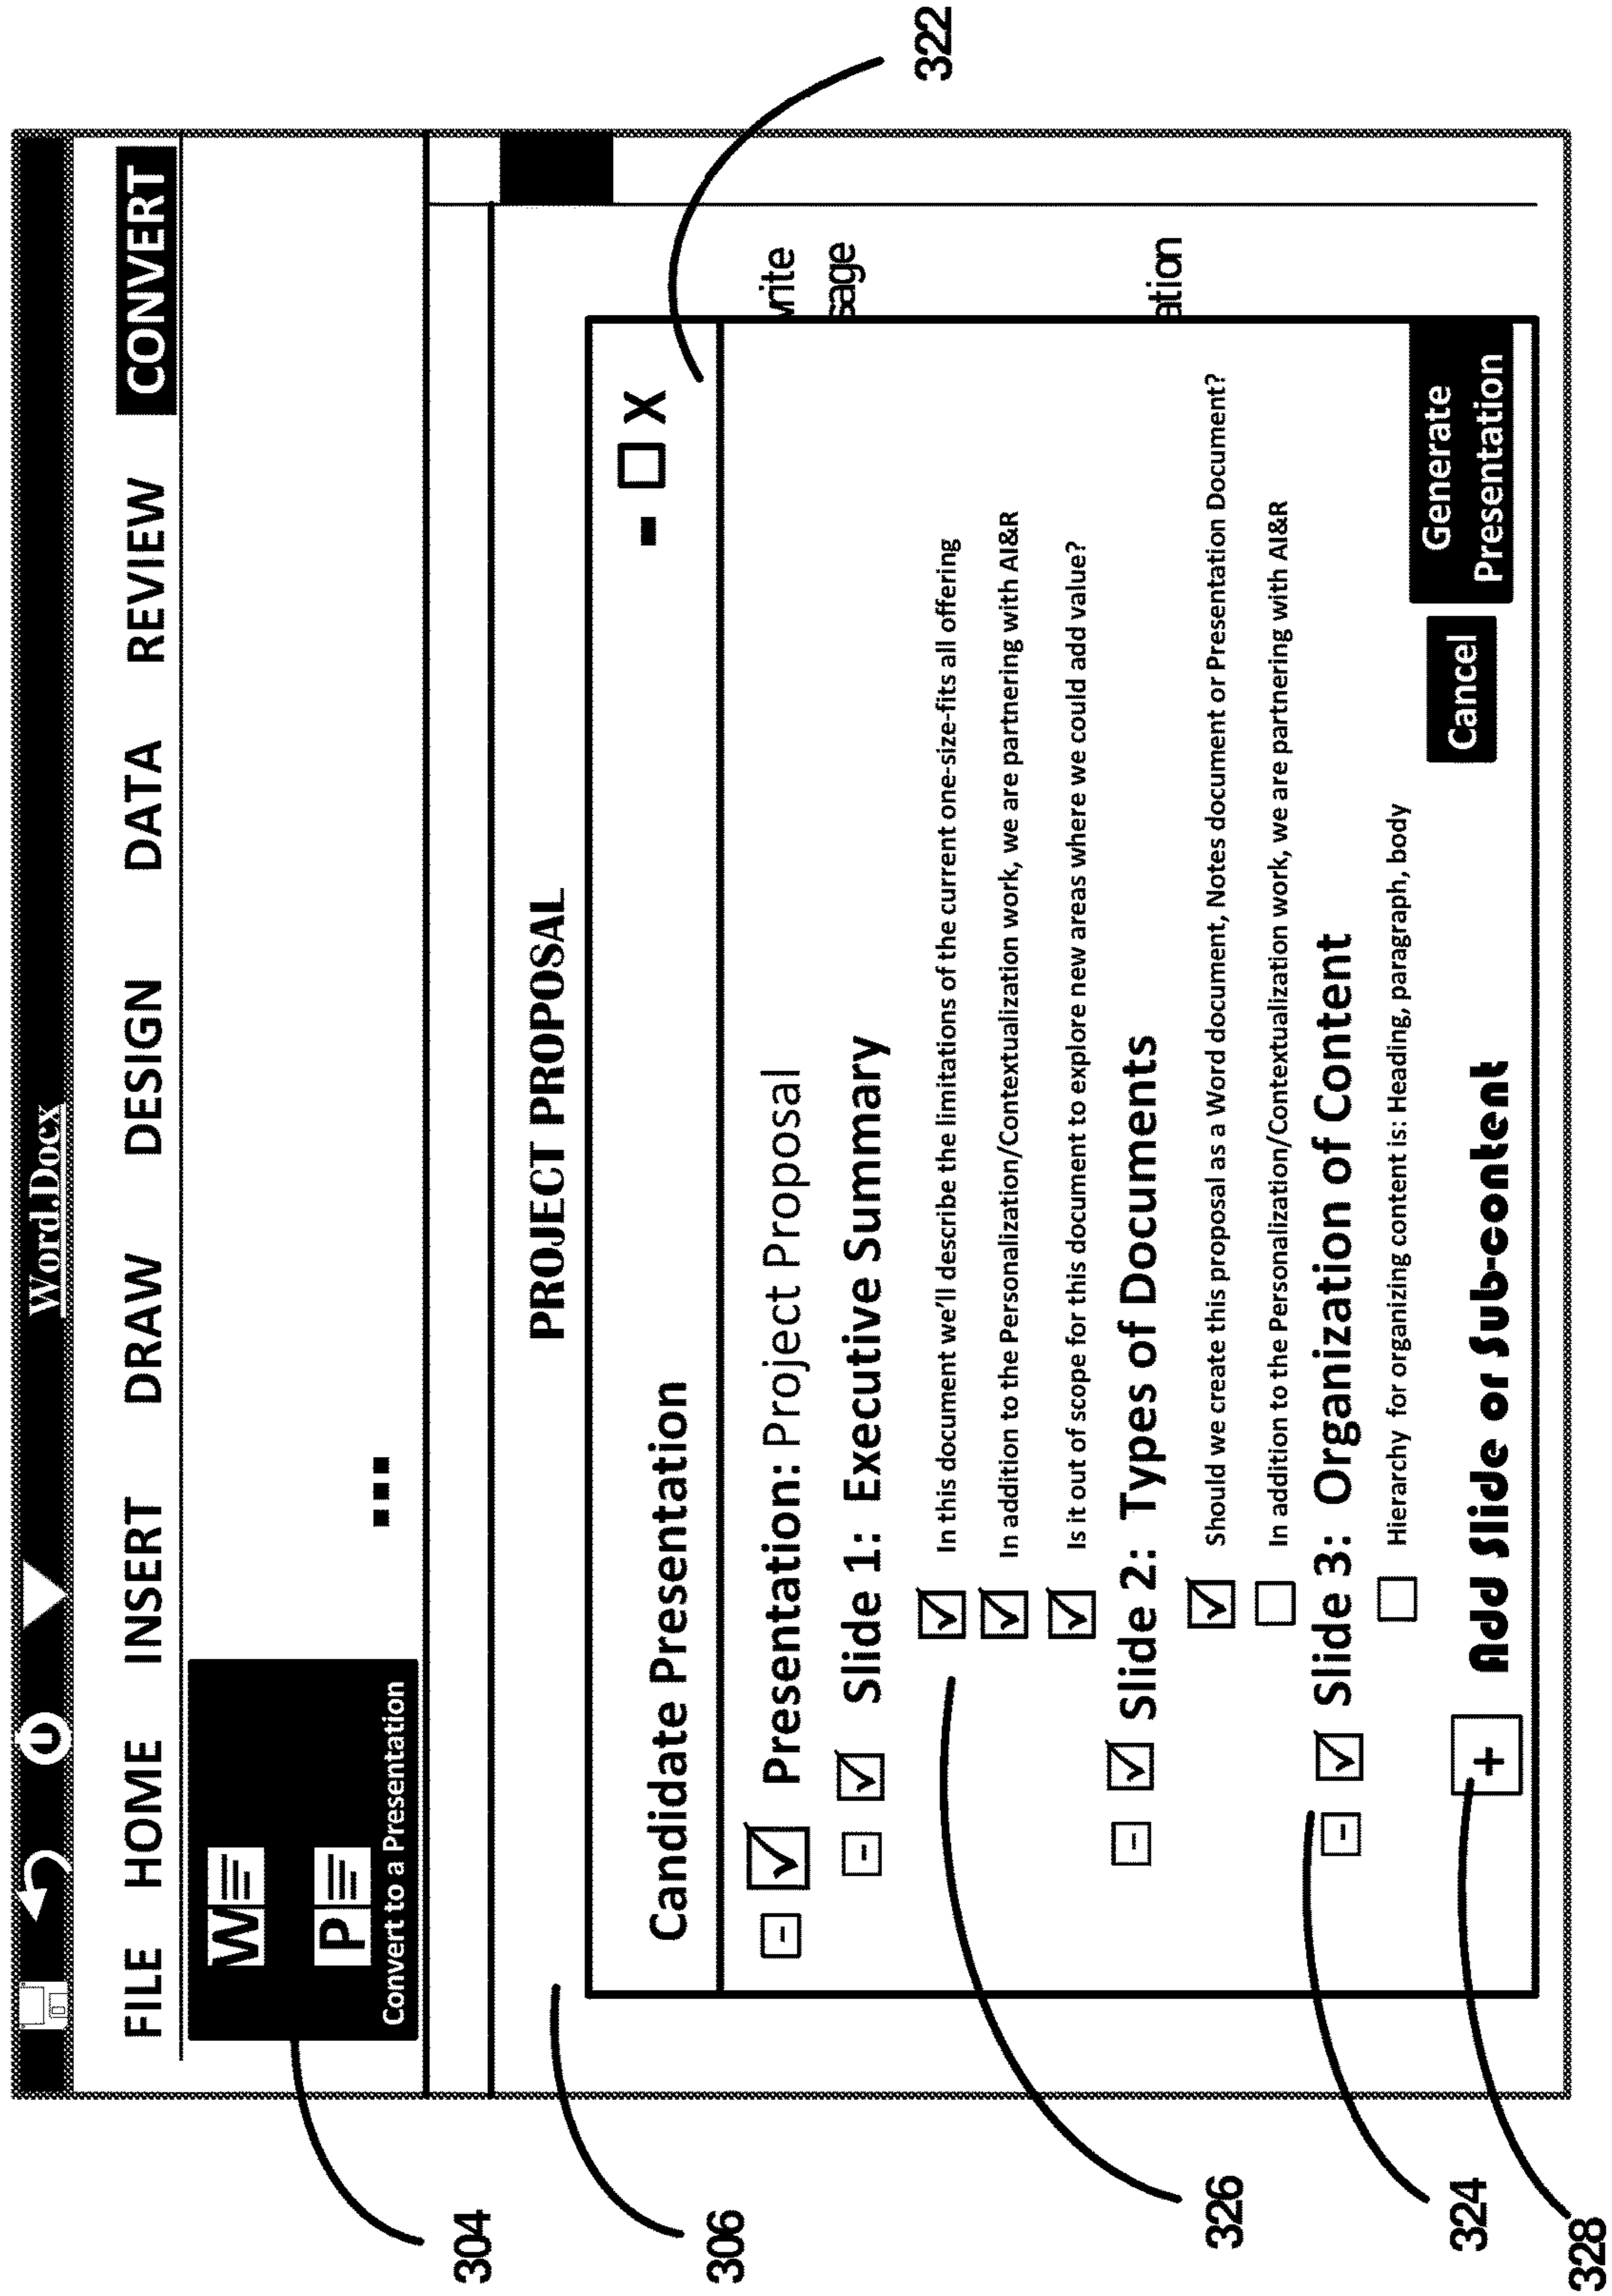 Word.Docx
FILE HOME INSERT DRAW DESIGN DATA REVIEW CONVERT
W
P
Convert to a Presentation
304
PROJECT PROPOSAL
306
Candidate Presentation
X
322
Presentation: Project Proposal
Slide 1: Executive Summary
In this document we'll describe the limitations of the current one-size-fits all offering
326
In addition to the Personalization/Contextualization work, we are partnering with AI&R
Is it out of scope for this document to explore new areas where we could add value?
Slide 2: Types of Documents
Should we create this proposal as a Word document, Notes document or Presentation Document?
In addition to the Personalization/Contextualization work, we are partnering with AI&R
Slide 3: Organization of Content
324
Hierarchy for organizing content is: Heading, paragraph, body
+ Add Slide or Sub-content
328
Cancel
Generate
Presentation